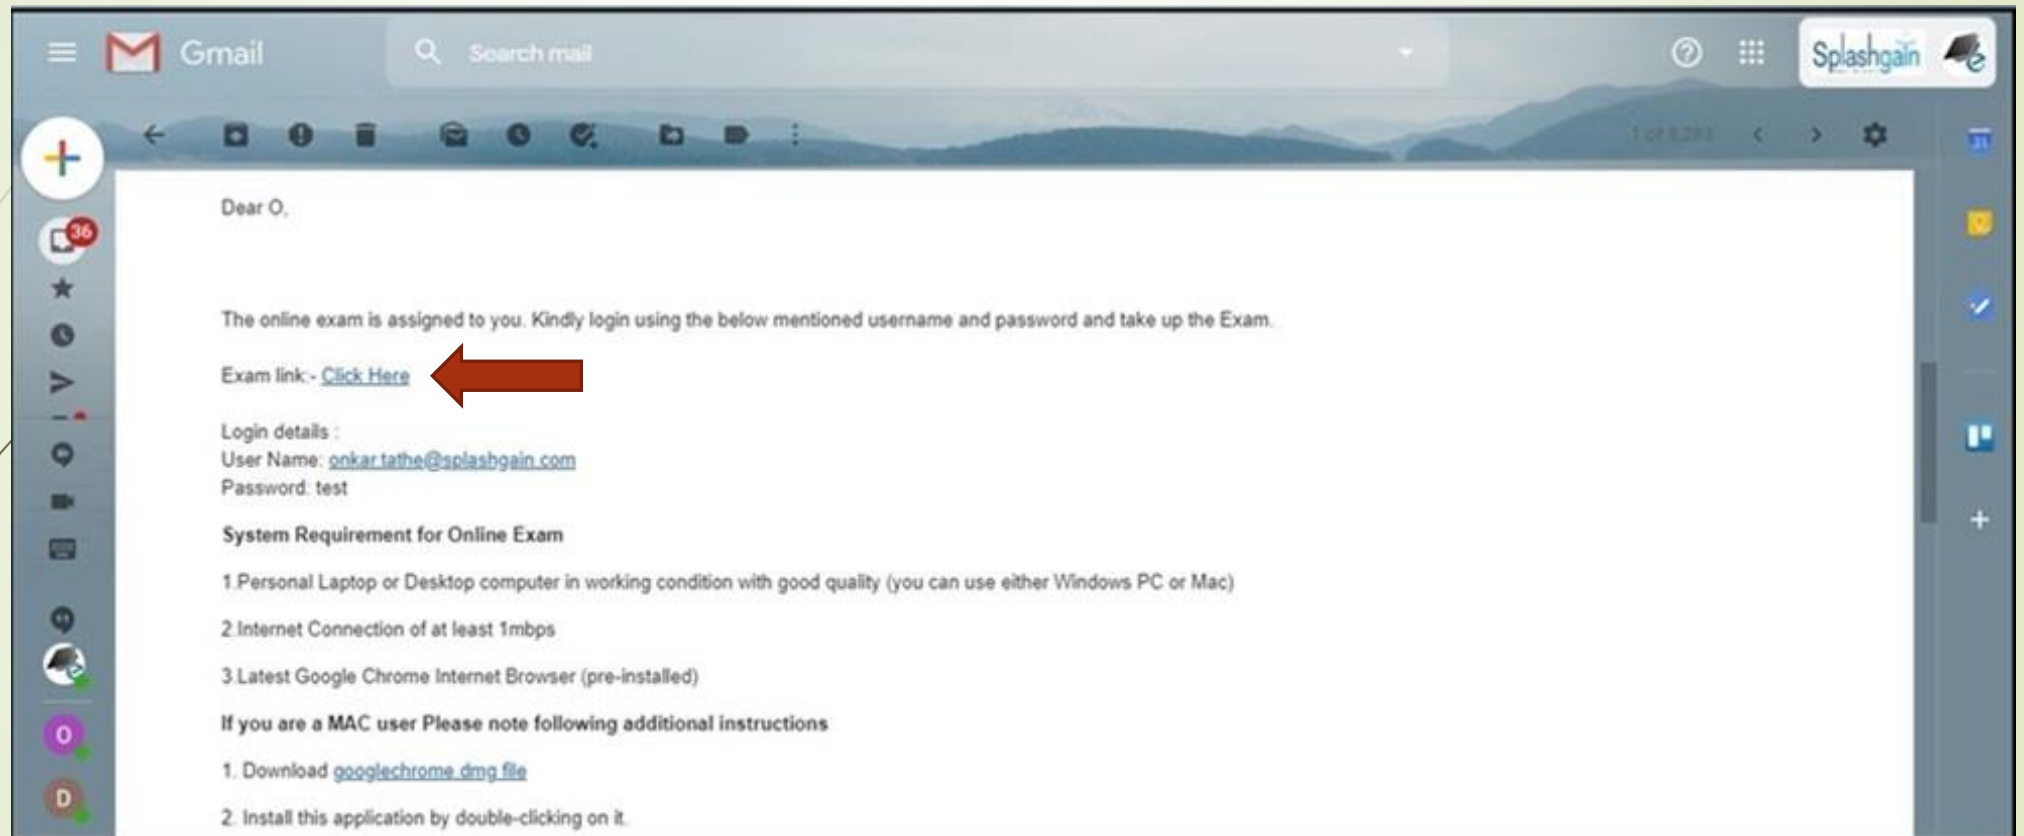 Gmail
Search mail
Splashgain
31
36
Dear O,
The online exam is assigned to you. Kindly login using the below mentioned username and password and take up the Exam.
Exam link:- Click Here
Login details :
User Name: onkar.tathe@splashgain.com
Password: test
System Requirement for Online Exam
1.Personal Laptop or Desktop computer in working condition with good quality (you can use either Windows PC or Mac)
2.Internet Connection of at least 1mbps
3.Latest Google Chrome Internet Browser (pre-installed)
If you are a MAC user Please note following additional instructions
O
1. Download googlechrome.dmg file
D
2. Install this application by double-clicking on it.